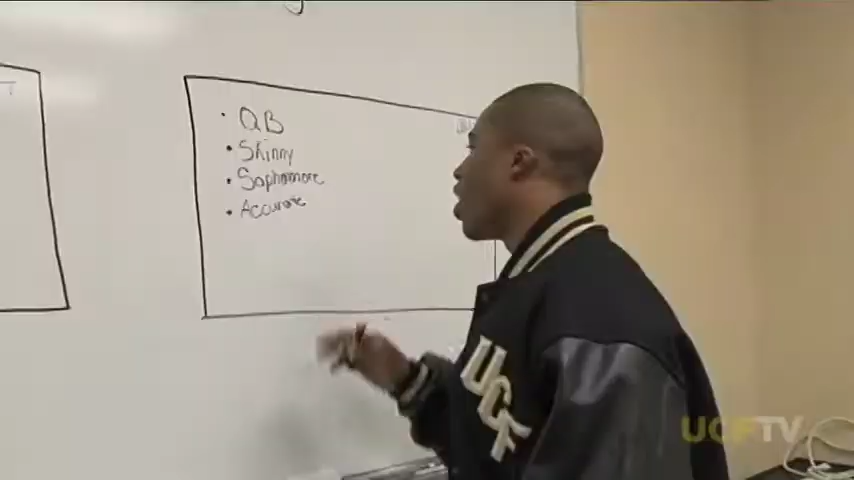 • QB
• Skinny
• Sophomore
• Accurate
UCF
UCFTV